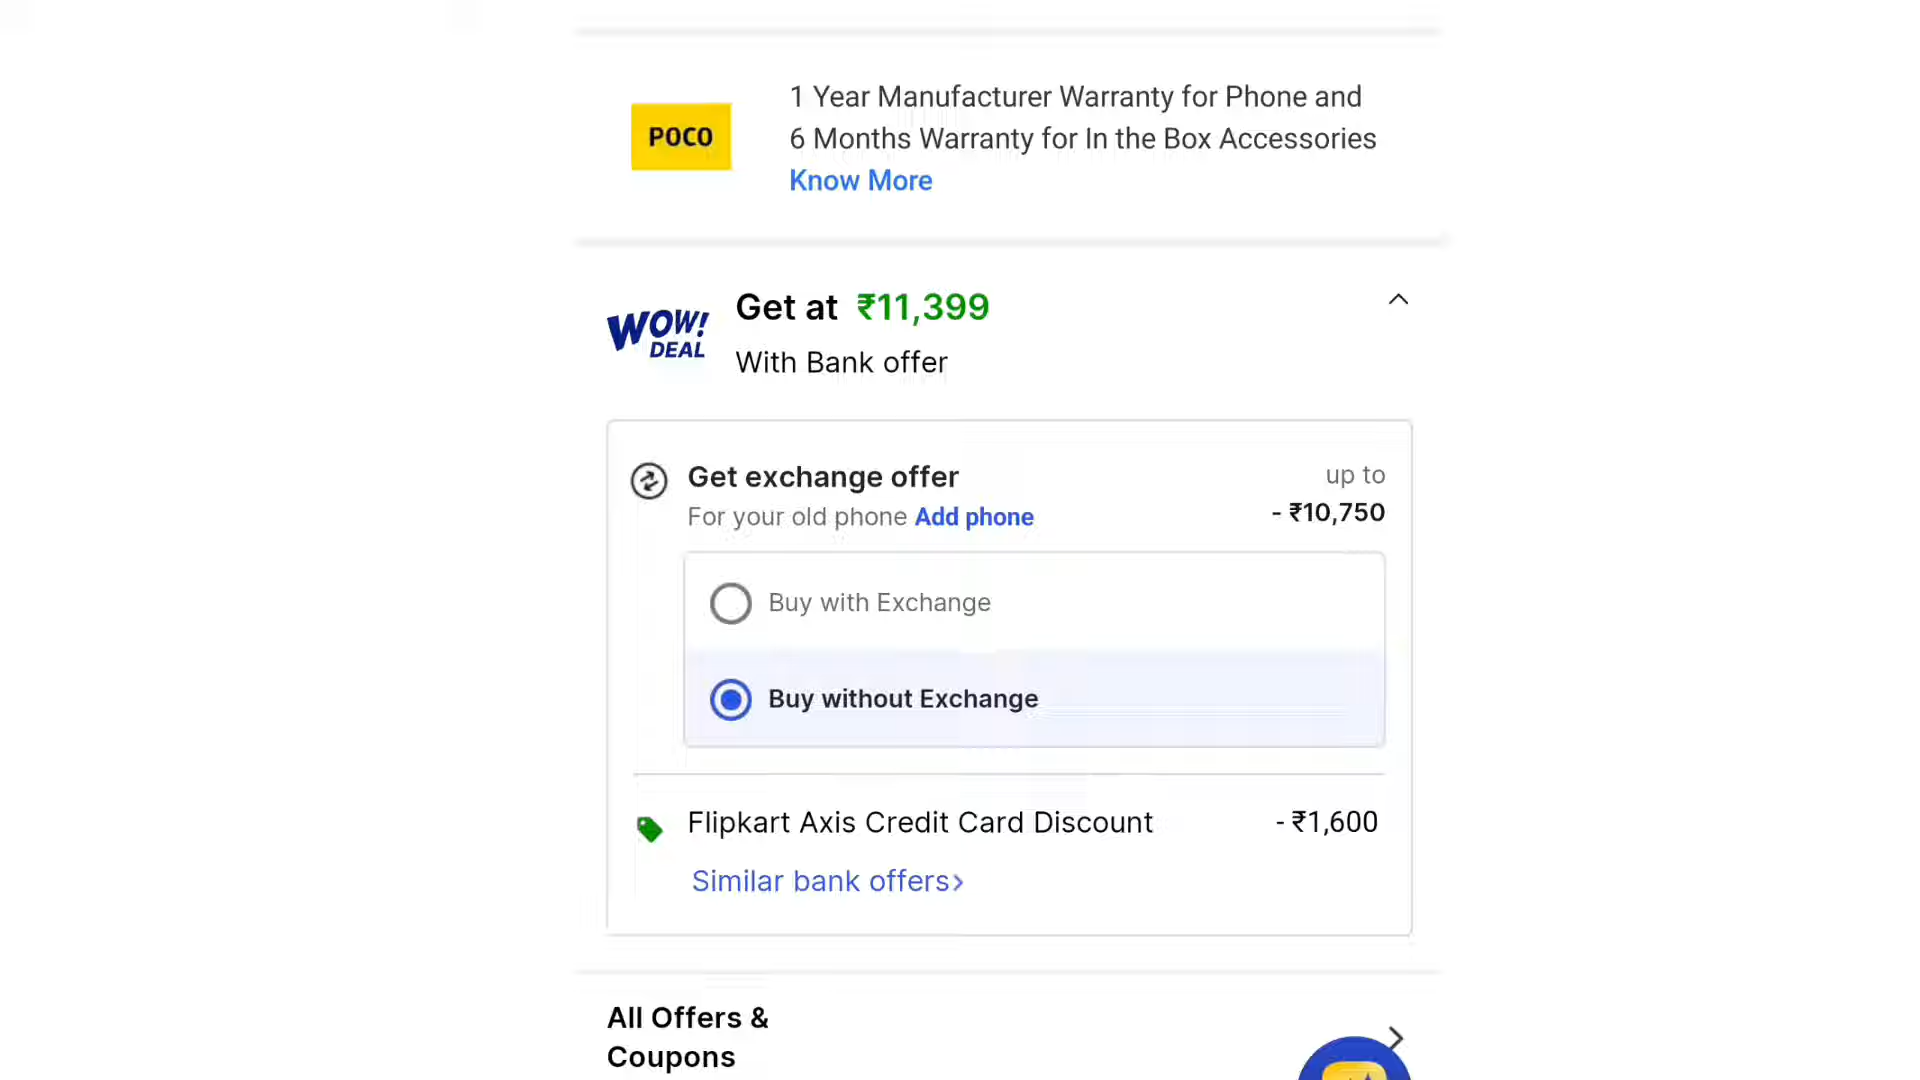 POCO
1 Year Manufacturer Warranty for Phone and
6 Months Warranty for In the Box Accessories
Know More
WOW!
DEAL
Get at ₹11,399
With Bank offer
Get exchange offer
up to
For your old phone Add phone
- ₹10,750
Buy with Exchange
Buy without Exchange
Flipkart Axis Credit Card Discount - ₹1,600
Similar bank offers>
All Offers &
Coupons